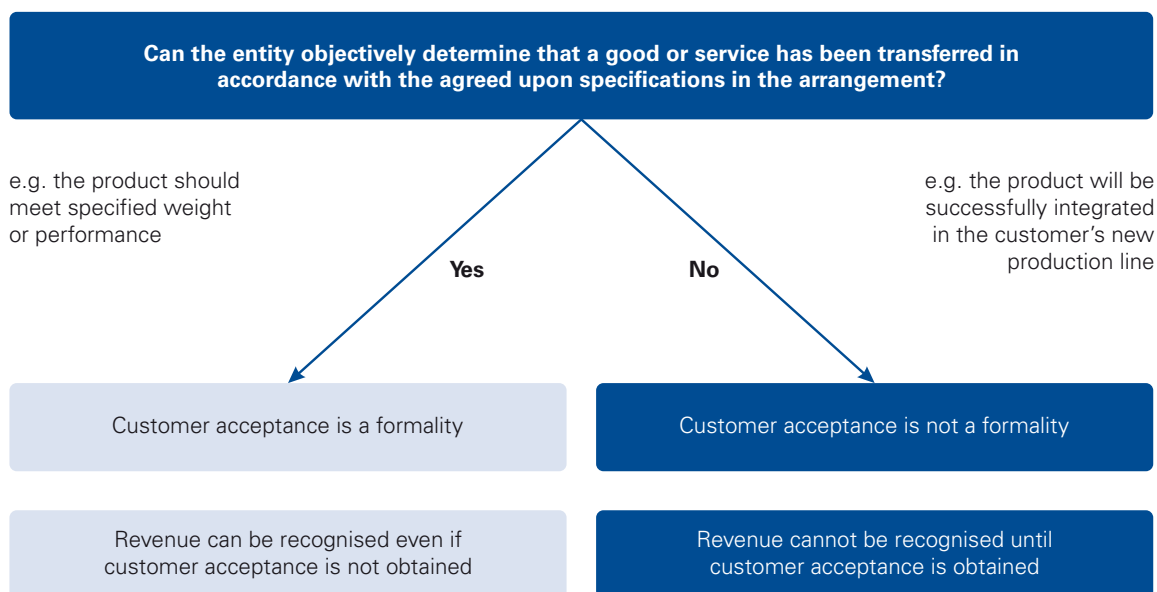 Can the entity objectively determine that a good or service has been transferred in
accordance with the agreed upon specifications in the arrangement?
e.g. the product should
meet specified weight
or performance
e.g. the product will be
successfully integrated
in the customer's new
production line
Yes
No
Customer acceptance is a formality
Customer acceptance is not a formality
Revenue can be recognised even if
customer acceptance is not obtained
Revenue cannot be recognised until
customer acceptance is obtained